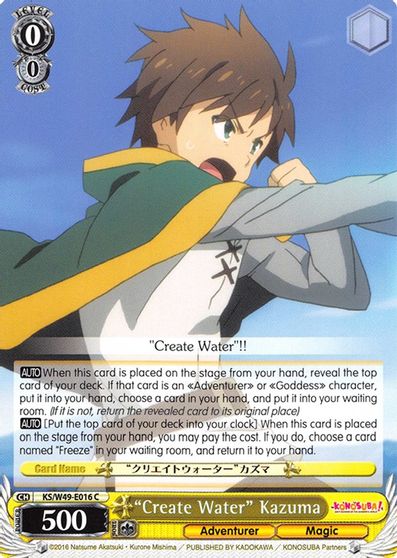 LEVEL
0
0
COST
"Create Water"!!
AUTO When this card is placed on the stage from your hand, reveal the top
card of your deck. If that card is an «Adventurer» or «Goddess» character,
put it into your hand, choose a card in your hand, and put it into your waiting
room. (If it is not, return the revealed card to its original place)
AUTO [Put the top card of your deck into your clock] When this card is placed
on the stage from your hand, you may pay the cost. If you do, choose a card
named "Freeze" in your waiting room, and return it to your hand.
Card Name
“クリエイトウォーター”カズマ
CH KS/W49-E016 C
POWER 500
“Create Water” Kazuma
KONOSUBA!
Adventurer Magic
©2016 Natsume Akatsuki・Kurone Mishima / PUBLISHED BY KADOKAWA / KONOSUBA Partners